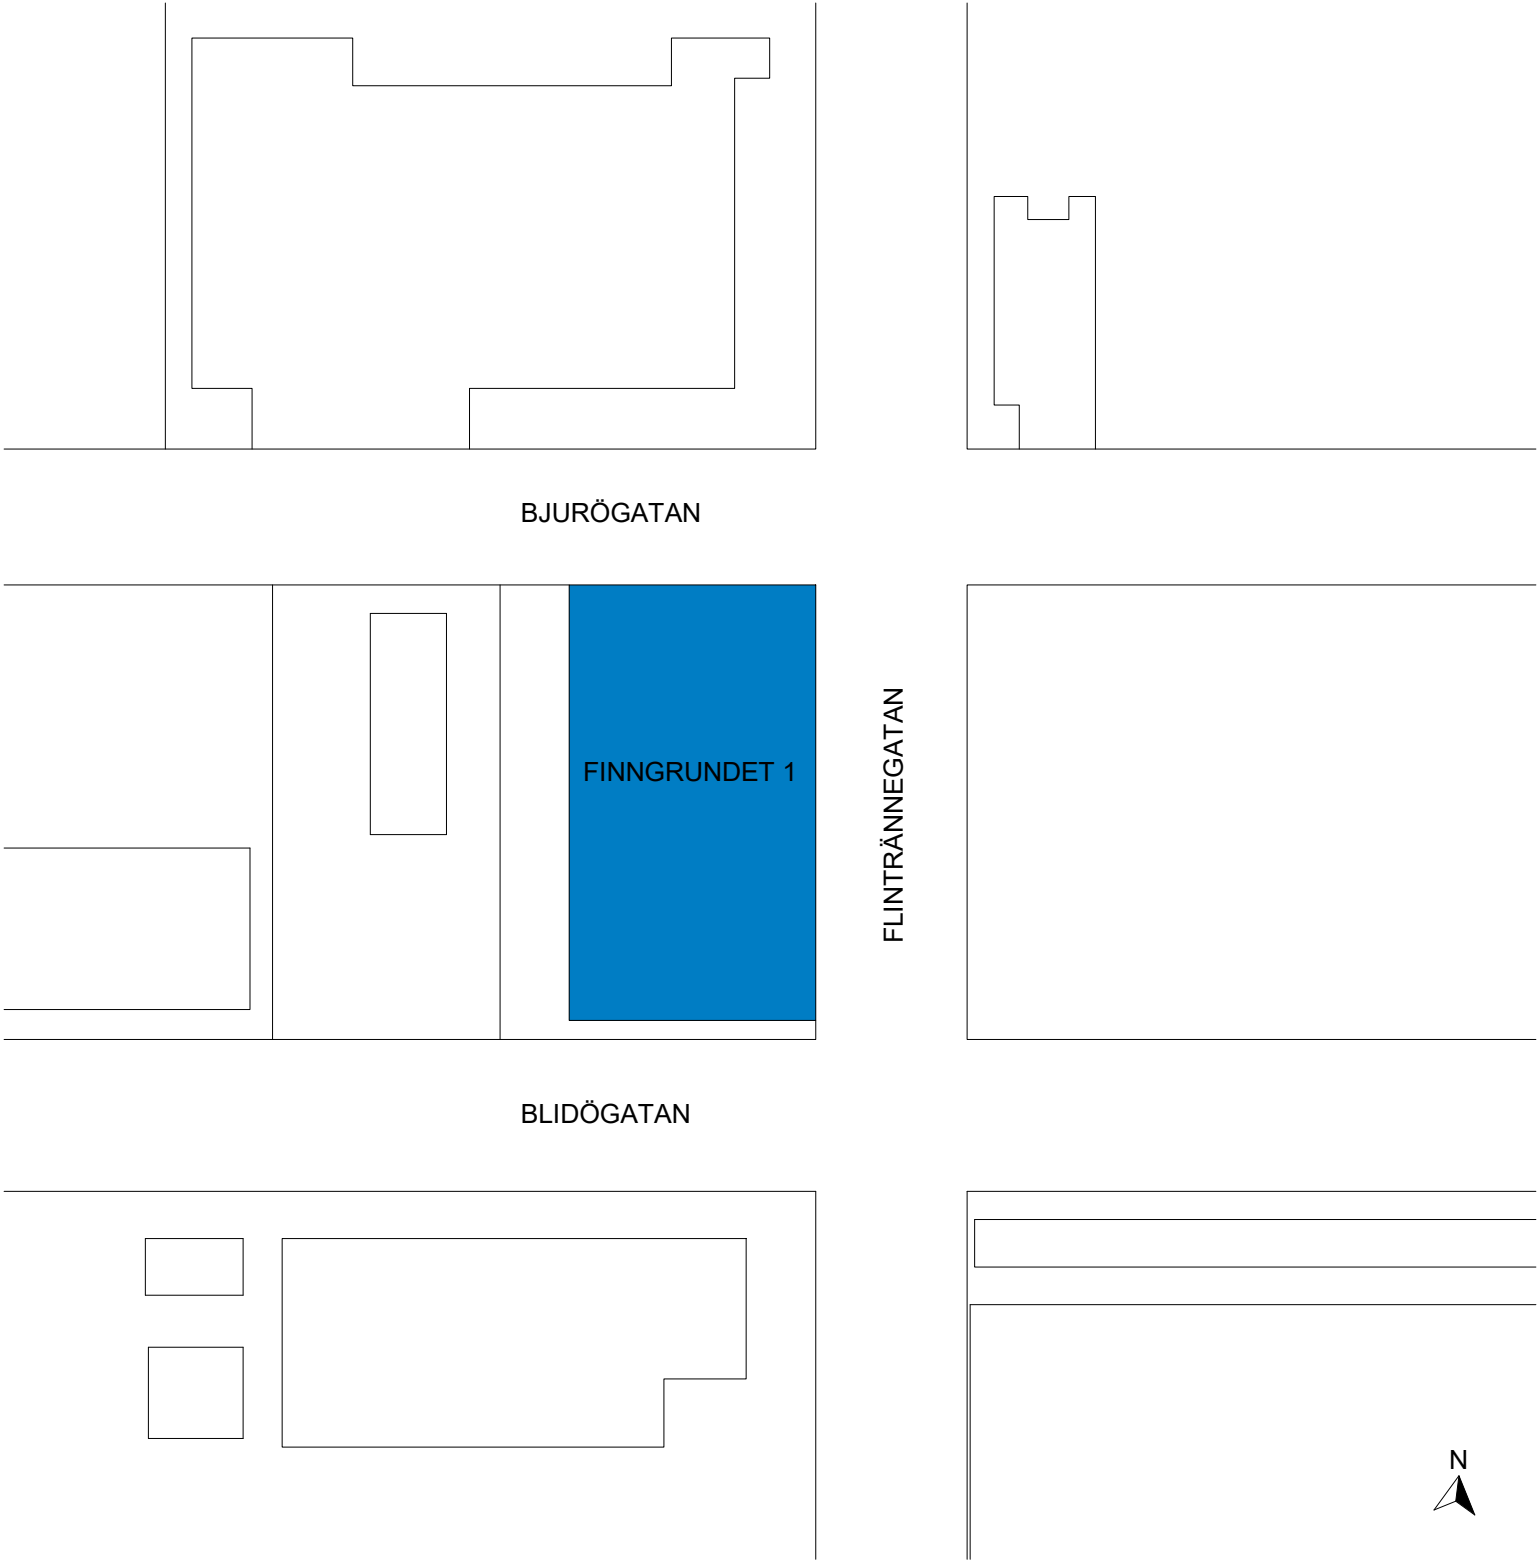 BJURÖGATAN
FINNGRUNDET 1
FLINTRÄNNEGATAN
BLIDÖGATAN
N